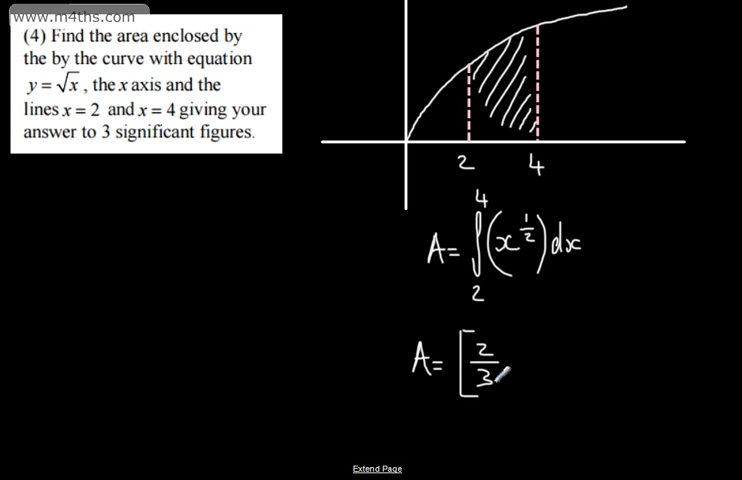 www.m4ths.com
(4) Find the area enclosed by
the by the curve with equation
y = √x , the x axis and the
lines x = 2 and x = 4 giving your
answer to 3 significant figures.
2 4
A = ∫₂⁴ (x^{1/2}) dx
A = [ 2/3
Extend Page